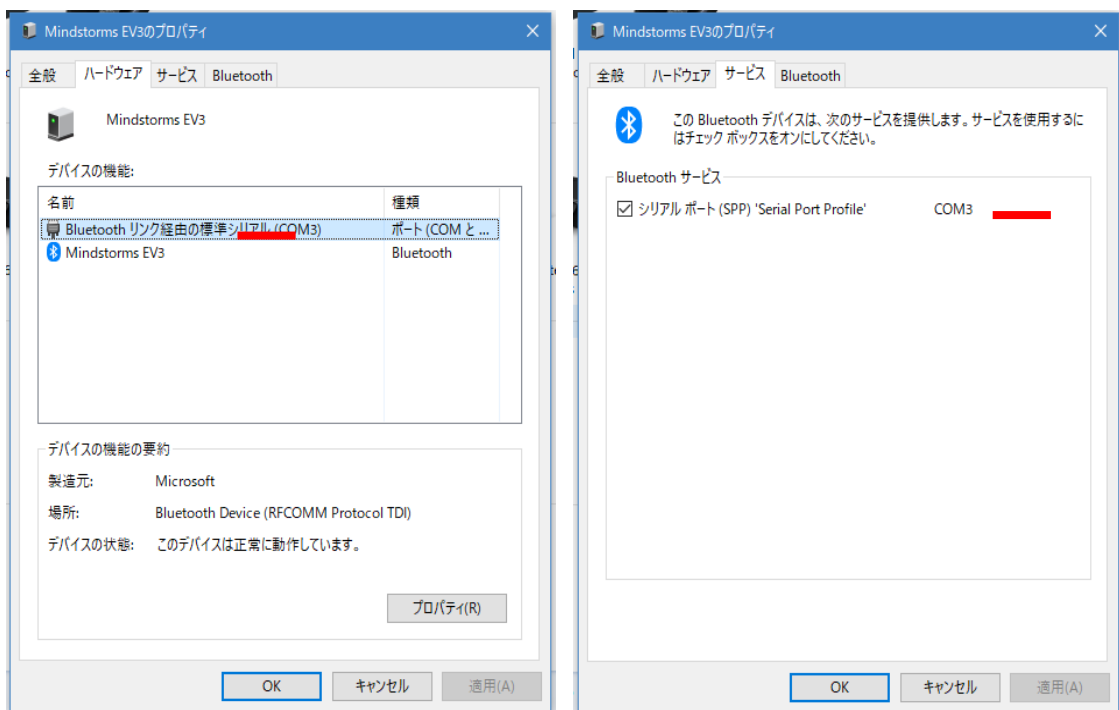 Mindstorms EV3のプロパティ
全般 ハードウェア サービス Bluetooth
Mindstorms EV3
デバイスの機能:
名前 種類
Bluetooth リンク経由の標準シリアル (COM3) ポート (COM と ...
Mindstorms EV3 Bluetooth
デバイスの機能の要約
製造元: Microsoft
場所: Bluetooth Device (RFCOMM Protocol TDI)
デバイスの状態: このデバイスは正常に動作しています。
プロパティ(R)
OK キャンセル 適用(A)
Mindstorms EV3のプロパティ
全般 ハードウェア サービス Bluetooth
この Bluetooth デバイスは、次のサービスを提供します。サービスを使用するに
はチェック ボックスをオンにしてください。
Bluetooth サービス
シリアル ポート (SPP) 'Serial Port Profile' COM3
OK キャンセル 適用(A)